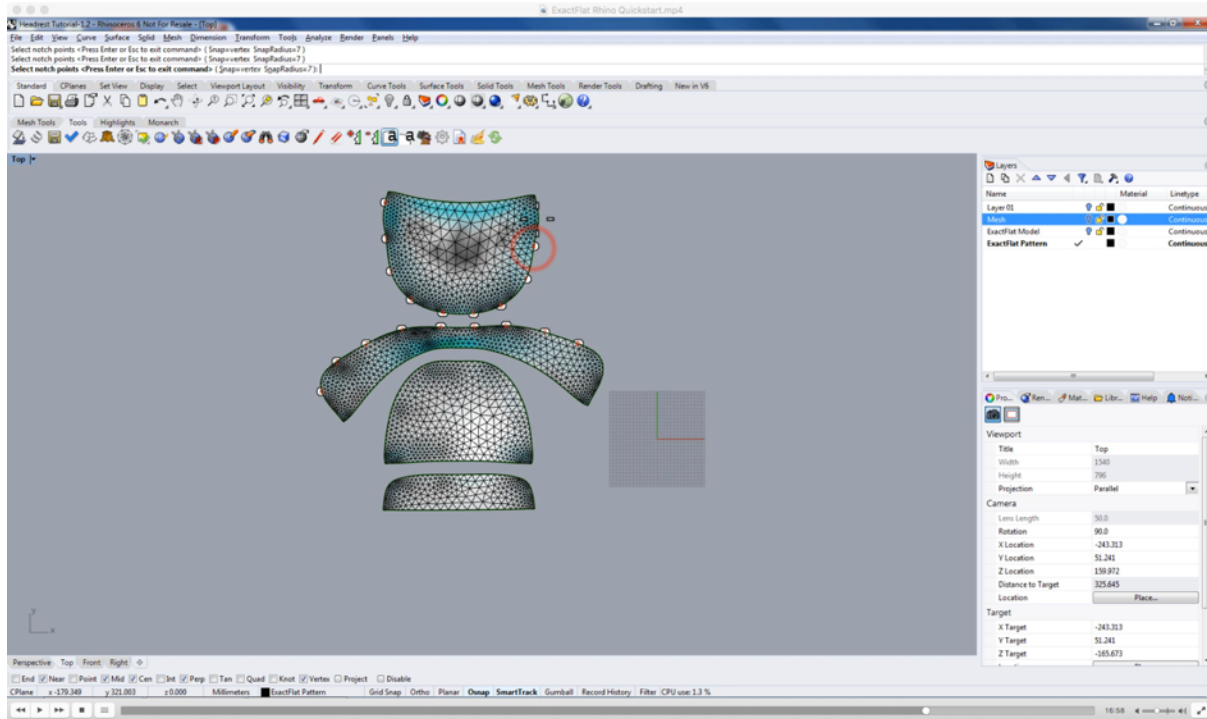 ExactFlat Rhino Quickstart.mp4
Headrest Tutorial-1.2 - Rhinoceros 6 Not For Resale - [Top]
File Edit View Curve Surface Solid Mesh Dimension Transform Tools Analyze Render Panels Help
Select notch points <Press Enter or Esc to exit command> ( Snap=vertex SnapRadius=7 )
Select notch points <Press Enter or Esc to exit command> ( Snap=vertex SnapRadius=7 )
Select notch points <Press Enter or Esc to exit command> ( Snap=vertex SnapRadius=7 ):
Standard CPlanes Set View Display Select Viewport Layout Visibility Transform Curve Tools Surface Tools Solid Tools Mesh Tools Render Tools Drafting New in V6
Mesh Tools Tools Highlights Monarch
Top
Layers
Name Material Linetype
Layer 01 Continuous
Mesh Continuous
ExactFlat Model Continuous
ExactFlat Pattern Continuous
Pro... Ren... Mat... Libr... Help Noti...
Viewport
Title Top
Width 1540
Height 796
Projection Parallel
Camera
Lens Length 50.0
Rotation 90.0
X Location -243.313
Y Location 51.241
Z Location 159.972
Distance to Target 325.645
Location Place...
Target
X Target -243.313
Y Target 51.241
Z Target -165.673
y
x
Perspective Top Front Right
End Near Point Mid Cen Int Perp Tan Quad Knot Vertex Project Disable
CPlane x -179.349 y 321.003 z 0.000 Millimeters ExactFlat Pattern Grid Snap Ortho Planar Osnap SmartTrack Gumball Record History Filter CPU use: 1.3 %
16:58